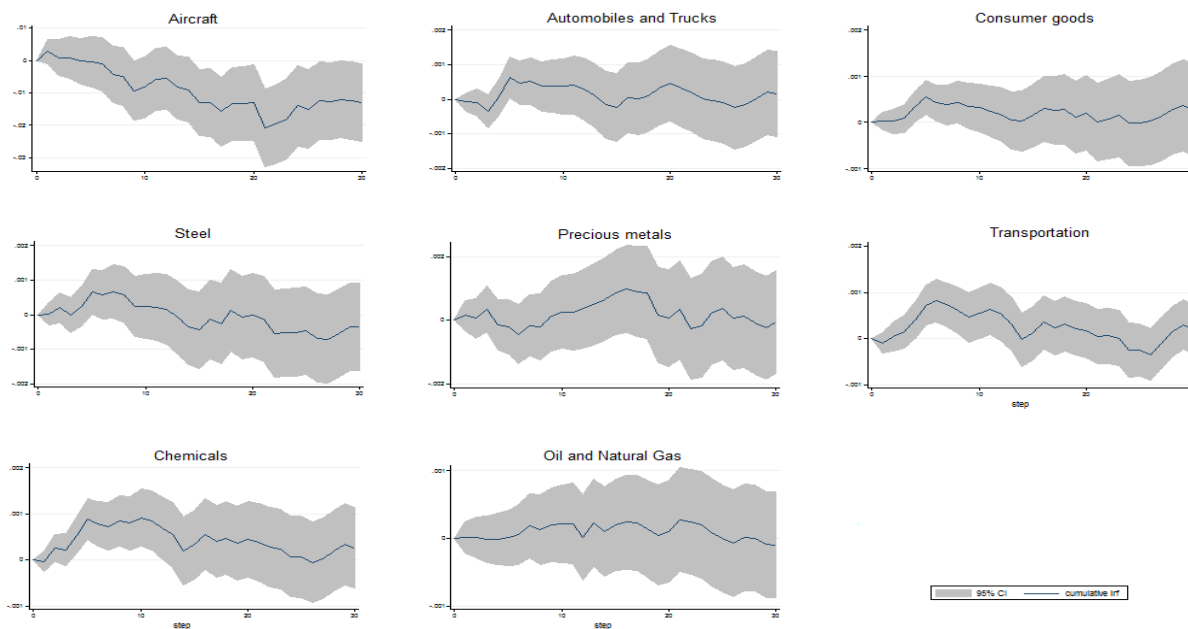 Aircraft
.01
0
-.01
-.02
-.03
0 10 20 30
Automobiles and Trucks
.002
.001
0
-.001
-.002
0 10 20 30
Consumer goods
.002
.001
0
-.001
0 10 20
Steel
.002
.001
0
-.001
-.002
0 10 20 30
Precious metals
.002
0
-.002
0 10 20 30
Transportation
.002
.001
0
-.001
0 10 20
step
Chemicals
.002
.001
0
-.001
0 10 20 30
step
Oil and Natural Gas
.001
0
-.001
0 10 20 30
95% CI cumulative irf